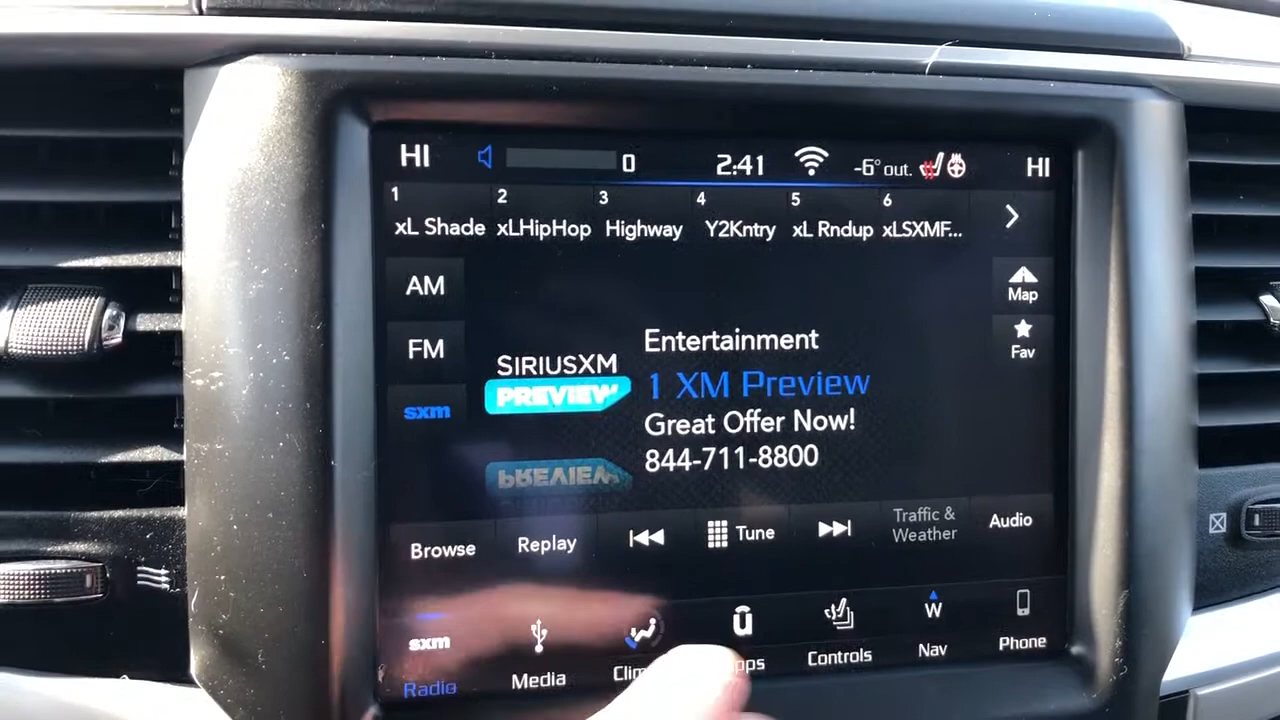 HI 0 2:41 -6° out. HI
1 2 3 4 5 6
xL Shade xLHipHop Highway Y2Kntry xL Rndup xLSXMF...
AM
Map
FM
Fav
sxm
SIRIUSXM
PREVIEW
Entertainment
1 XM Preview
Great Offer Now!
844-711-8800
Browse Replay Tune Traffic & Weather Audio
sxm
W
Radio Media Controls Nav Phone